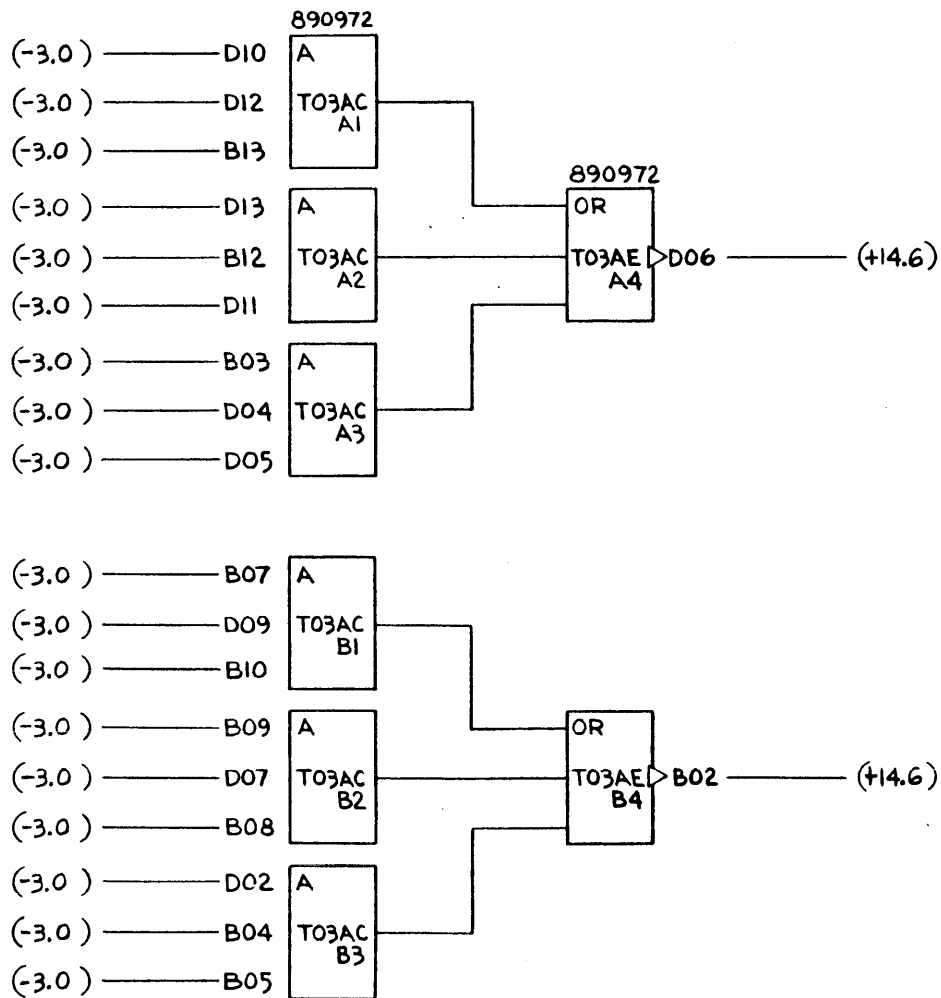 890972
(-3.0) D10 A
(-3.0) D12 T03AC
A1
(-3.0) B13
890972
(-3.0) D13 A OR
(-3.0) B12 T03AC T03AE D06 (+14.6)
A2 A4
(-3.0) D11
(-3.0) B03 A
(-3.0) D04 T03AC
A3
(-3.0) D05
(-3.0) B07 A
(-3.0) D09 T03AC
B1
(-3.0) B10
(-3.0) B09 A OR
(-3.0) D07 T03AC T03AE B02 (+14.6)
B2 B4
(-3.0) B08
(-3.0) D02 A
(-3.0) B04 T03AC
B3
(-3.0) B05